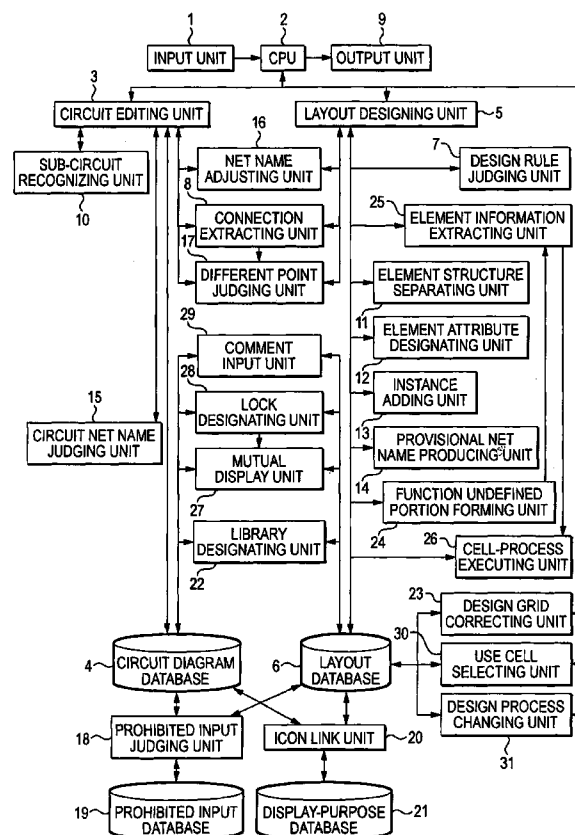 1
2
9
INPUT UNIT
CPU
OUTPUT UNIT
3
CIRCUIT EDITING UNIT
LAYOUT DESIGNING UNIT
5
16
SUB-CIRCUIT
RECOGNIZING UNIT
10
NET NAME
ADJUSTING UNIT
7
DESIGN RULE
JUDGING UNIT
8
CONNECTION
EXTRACTING UNIT
25
ELEMENT INFORMATION
EXTRACTING UNIT
17
DIFFERENT POINT
JUDGING UNIT
ELEMENT STRUCTURE
SEPARATING UNIT
11
29
COMMENT
INPUT UNIT
ELEMENT ATTRIBUTE
DESIGNATING UNIT
12
28
LOCK
DESIGNATING UNIT
INSTANCE
ADDING UNIT
13
15
CIRCUIT NET NAME
JUDGING UNIT
MUTUAL
DISPLAY UNIT
27
PROVISIONAL NET
NAME PRODUCING UNIT
14
FUNCTION UNDEFINED
PORTION FORMING UNIT
24
LIBRARY
DESIGNATING UNIT
22
26
CELL-PROCESS
EXECUTING UNIT
23
DESIGN GRID
CORRECTING UNIT
4
CIRCUIT DIAGRAM
DATABASE
6
LAYOUT
DATABASE
30
USE CELL
SELECTING UNIT
18
PROHIBITED INPUT
JUDGING UNIT
ICON LINK UNIT
20
DESIGN PROCESS
CHANGING UNIT
31
19
PROHIBITED INPUT
DATABASE
DISPLAY-PURPOSE
DATABASE
21